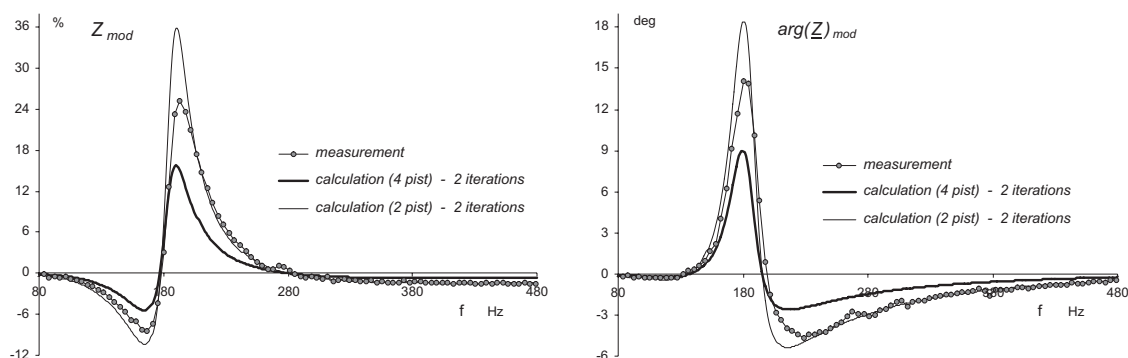 %
Z mod
36
30
24
18
12
6
0
-6
-12
80
180
280
380
480
f Hz
measurement
calculation (4 pist) - 2 iterations
calculation (2 pist) - 2 iterations
deg
arg(Z) mod
18
15
12
9
6
3
0
-3
-6
80
180
280
380
480
f Hz
measurement
calculation (4 pist) - 2 iterations
calculation (2 pist) - 2 iterations